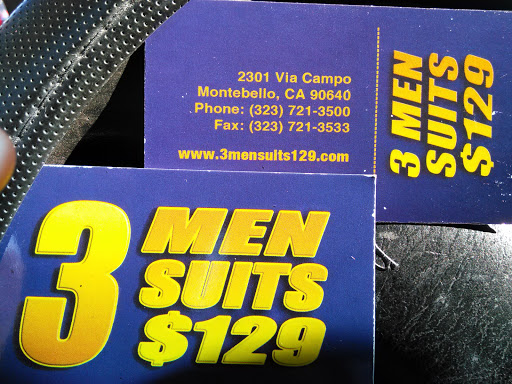 2301 Via Campo
Montebello, CA 90640
Phone: (323) 721-3500
Fax: (323) 721-3533
www.3mensuits129.com
3 MEN
SUITS
$129
3 MEN
SUITS
$129